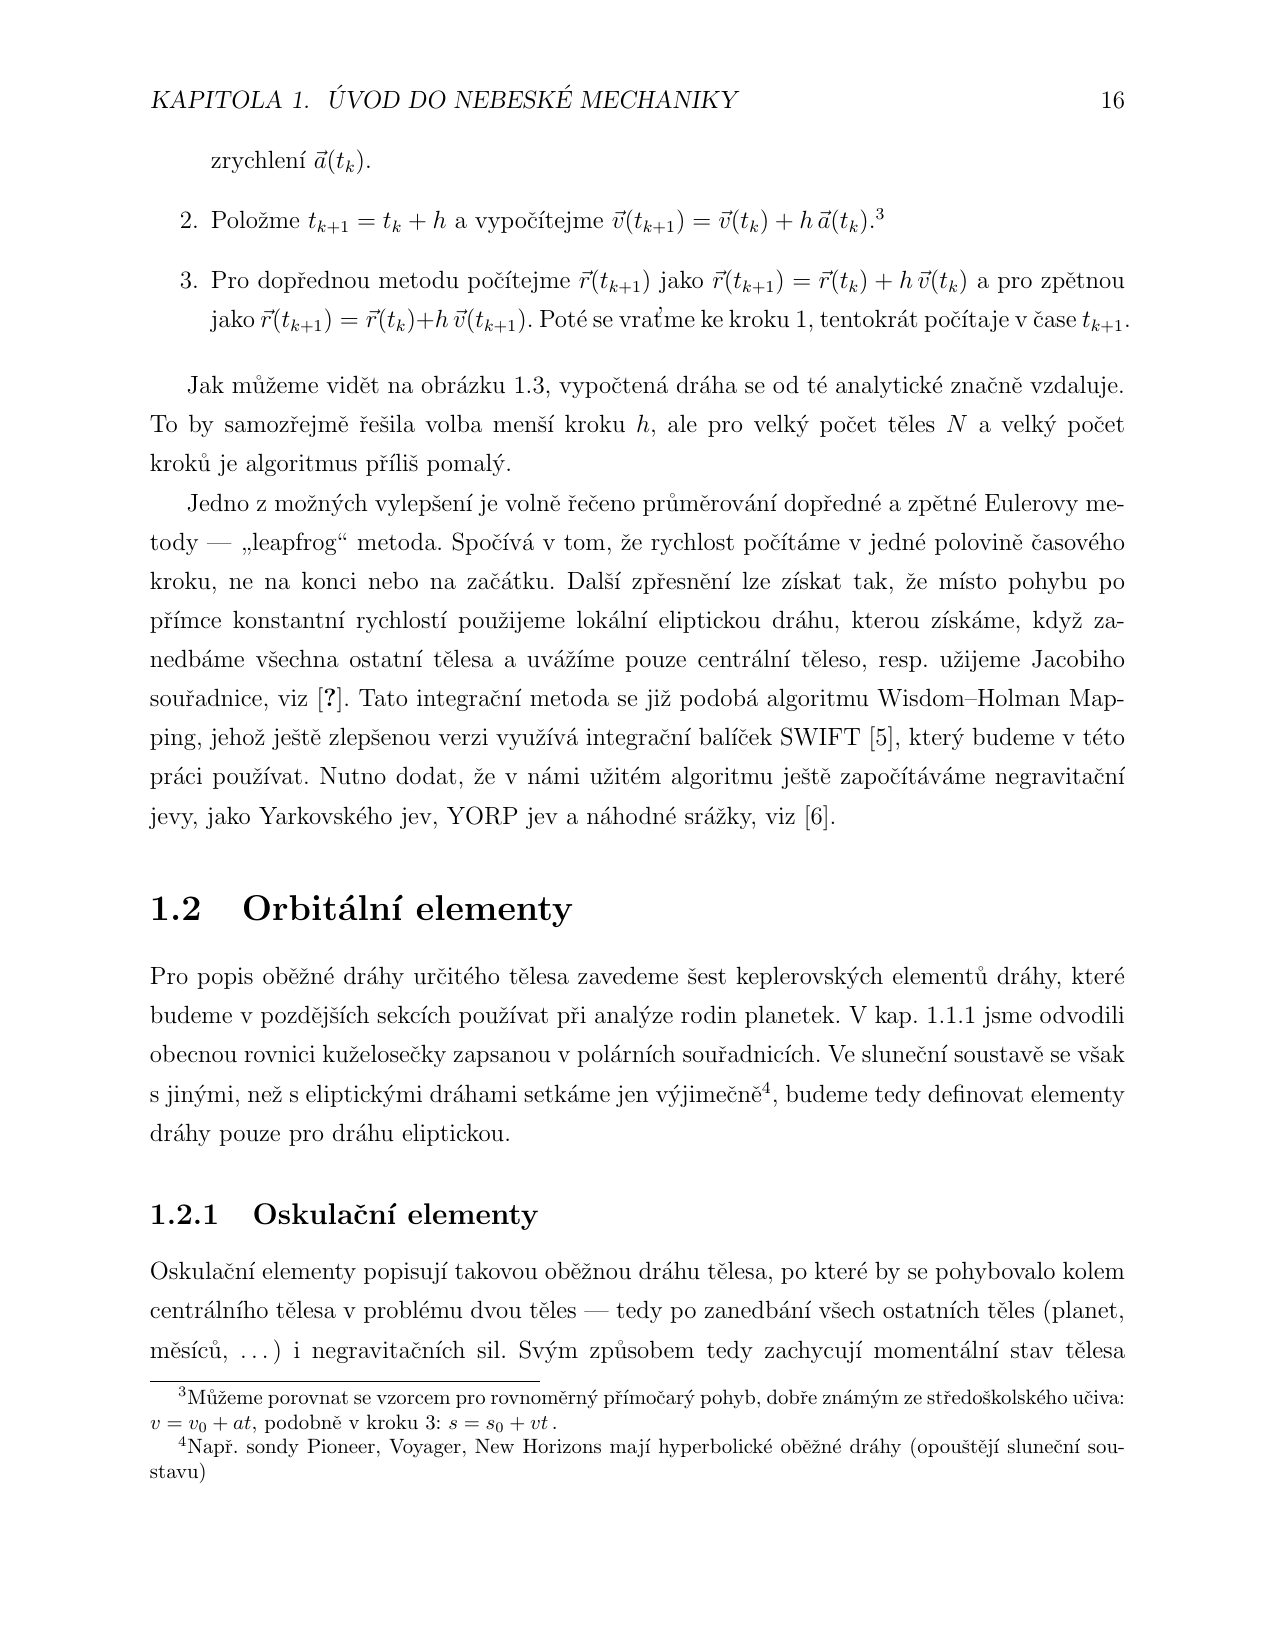 KAPITOLA 1. ÚVOD DO NEBESKÉ MECHANIKY 16
zrychlení $\vec{a}(t_k)$.
2. Položme $t_{k+1} = t_k + h$ a vypočítejme $\vec{v}(t_{k+1}) = \vec{v}(t_k) + h\,\vec{a}(t_k)$.³
3. Pro dopřednou metodu počítejme $\vec{r}(t_{k+1})$ jako $\vec{r}(t_{k+1}) = \vec{r}(t_k) + h\,\vec{v}(t_k)$ a pro zpětnou
jako $\vec{r}(t_{k+1}) = \vec{r}(t_k)+h\,\vec{v}(t_{k+1})$. Poté se vraťme ke kroku 1, tentokrát počítaje v čase $t_{k+1}$.
Jak můžeme vidět na obrázku 1.3, vypočtená dráha se od té analytické značně vzdaluje.
To by samozřejmě řešila volba menší kroku $h$, ale pro velký počet těles $N$ a velký počet
kroků je algoritmus příliš pomalý.
Jedno z možných vylepšení je volně řečeno průměrování dopředné a zpětné Eulerovy me-
tody — „leapfrog“ metoda. Spočívá v tom, že rychlost počítáme v jedné polovině časového
kroku, ne na konci nebo na začátku. Další zpřesnění lze získat tak, že místo pohybu po
přímce konstantní rychlostí použijeme lokální eliptickou dráhu, kterou získáme, když za-
nedbáme všechna ostatní tělesa a uvážíme pouze centrální těleso, resp. užijeme Jacobiho
souřadnice, viz [?]. Tato integrační metoda se již podobá algoritmu Wisdom–Holman Map-
ping, jehož ještě zlepšenou verzi využívá integrační balíček SWIFT [5], který budeme v této
práci používat. Nutno dodat, že v námi užitém algoritmu ještě započítáváme negravitační
jevy, jako Yarkovského jev, YORP jev a náhodné srážky, viz [6].
1.2 Orbitální elementy
Pro popis oběžné dráhy určitého tělesa zavedeme šest keplerovských elementů dráhy, které
budeme v pozdějších sekcích používat při analýze rodin planetek. V kap. 1.1.1 jsme odvodili
obecnou rovnici kuželosečky zapsanou v polárních souřadnicích. Ve sluneční soustavě se však
s jinými, než s eliptickými dráhami setkáme jen výjimečně⁴, budeme tedy definovat elementy
dráhy pouze pro dráhu eliptickou.
1.2.1 Oskulační elementy
Oskulační elementy popisují takovou oběžnou dráhu tělesa, po které by se pohybovalo kolem
centrálního tělesa v problému dvou těles — tedy po zanedbání všech ostatních těles (planet,
měsíců, ...) i negravitačních sil. Svým způsobem tedy zachycují momentální stav tělesa
³Můžeme porovnat se vzorcem pro rovnoměrný přímočarý pohyb, dobře známým ze středoškolského učiva:
$v = v_0 + at$, podobně v kroku 3: $s = s_0 + vt$.
⁴Např. sondy Pioneer, Voyager, New Horizons mají hyperbolické oběžné dráhy (opouštějí sluneční sou-
stavu)